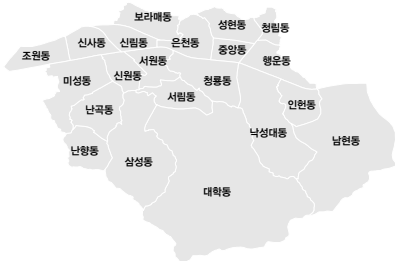 보라매동
성현동
청림동
조원동
신사동
신림동
은천동
중앙동
서원동
행운동
미성동
신원동
청룡동
난곡동
서림동
인헌동
낙성대동
남현동
난향동
삼성동
대학동